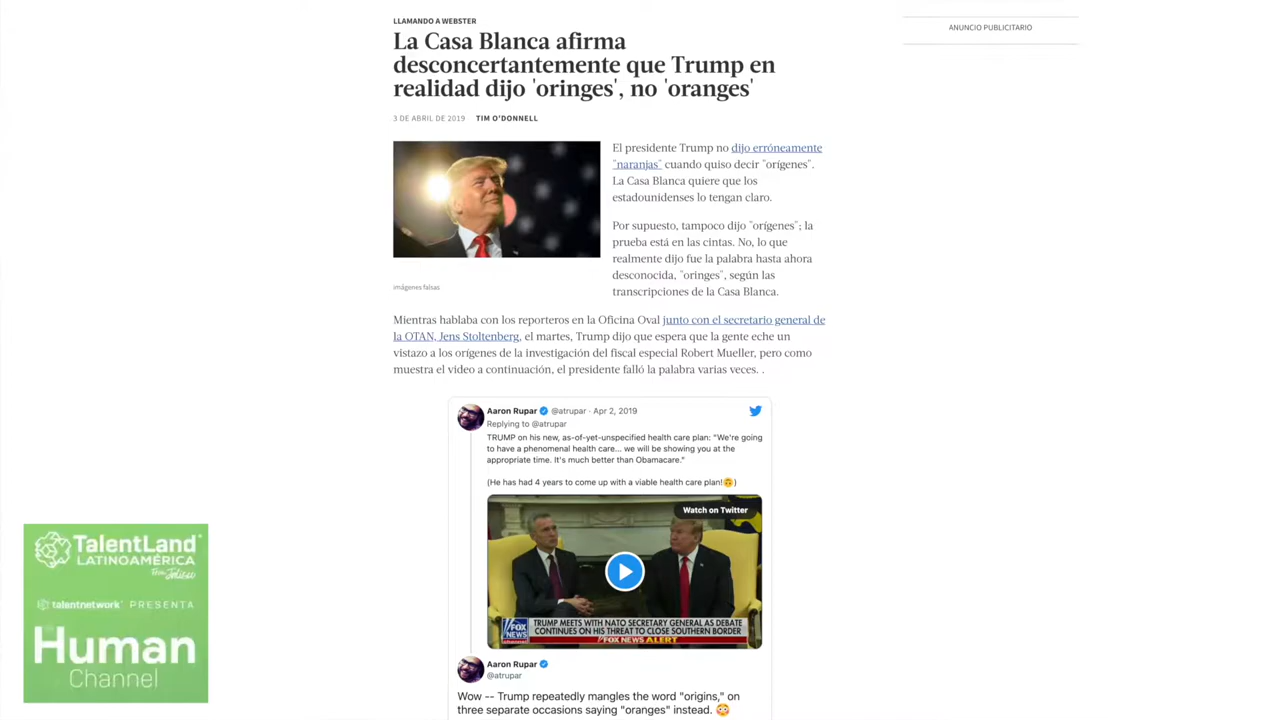 LLAMANDO A WEBSTER
La Casa Blanca afirma
desconcertantemente que Trump en
realidad dijo 'oringes', no 'oranges'
3 DE ABRIL DE 2019 TIM O'DONNELL
ANUNCIO PUBLICITARIO
imágenes falsas
El presidente Trump no dijo erróneamente
"naranjas" cuando quiso decir "orígenes".
La Casa Blanca quiere que los
estadounidenses lo tengan claro.
Por supuesto, tampoco dijo "orígenes"; la
prueba está en las cintas. No, lo que
realmente dijo fue la palabra hasta ahora
desconocida, "oringes", según las
transcripciones de la Casa Blanca.
Mientras hablaba con los reporteros en la Oficina Oval junto con el secretario general de
la OTAN, Jens Stoltenberg, el martes, Trump dijo que espera que la gente eche un
vistazo a los orígenes de la investigación del fiscal especial Robert Mueller, pero como
muestra el video a continuación, el presidente falló la palabra varias veces. .
Aaron Rupar @atrupar · Apr 2, 2019
Replying to @atrupar
TRUMP on his new, as-of-yet-unspecified health care plan: "We're going
to have a phenomenal health care... we will be showing you at the
appropriate time. It's much better than Obamacare."
(He has had 4 years to come up with a viable health care plan!🙃)
Watch on Twitter
FOX NEWS channel
TRUMP MEETS WITH NATO SECRETARY GENERAL AS DEBATE
CONTINUES ON HIS THREAT TO CLOSE SOUTHERN BORDER
FOX NEWS ALERT
Aaron Rupar
@atrupar
Wow -- Trump repeatedly mangles the word "origins," on
three separate occasions saying "oranges" instead. 😳
TalentLand
LATINOAMÉRICA
From Jalisco
talentnetwork PRESENTA
Human
Channel